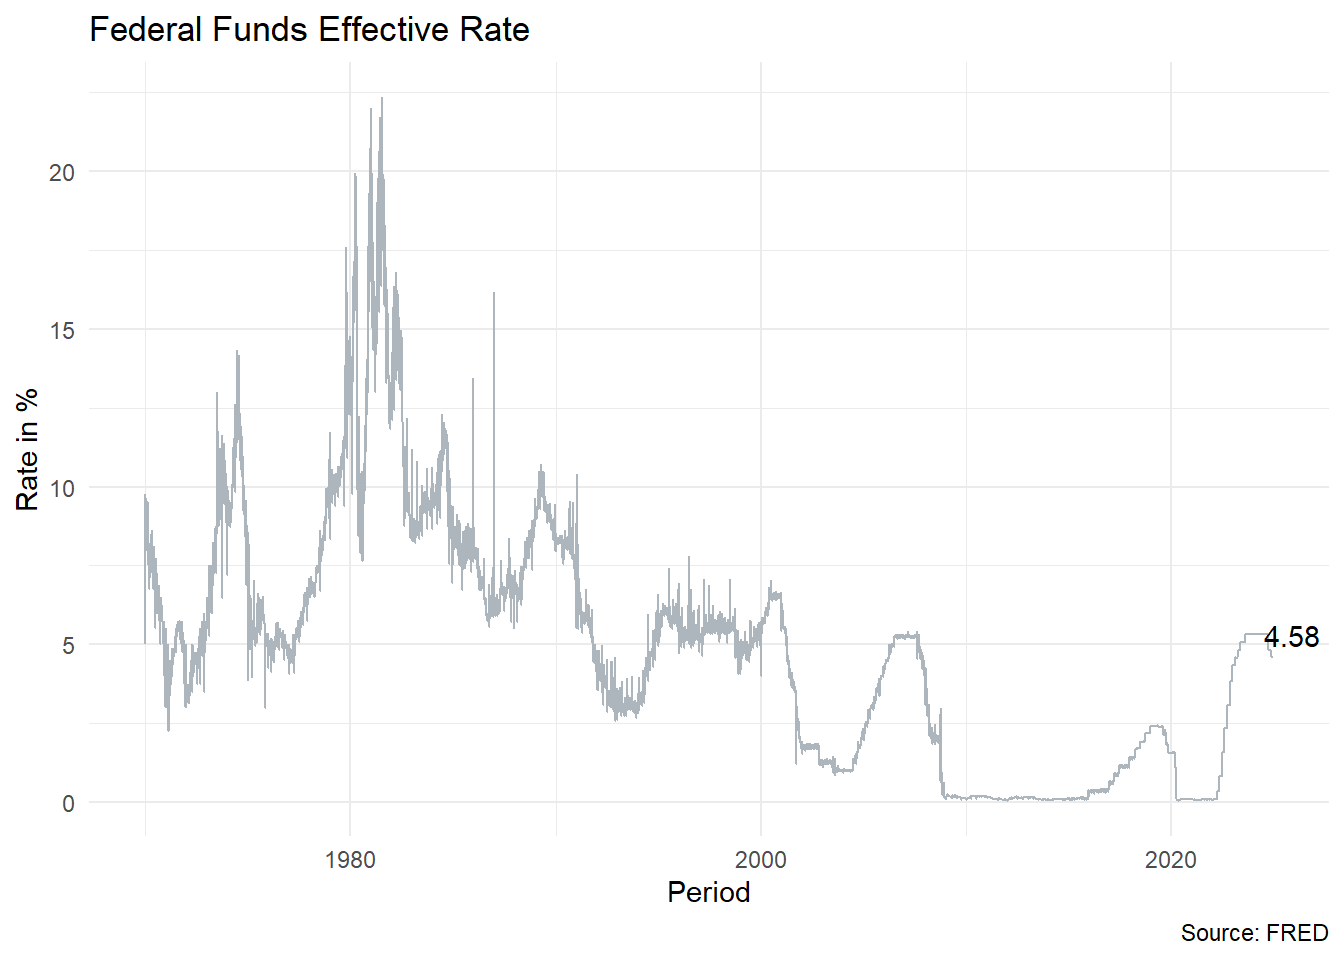 Federal Funds Effective Rate
20
15
10
5
0
Rate in %
4.58
1980
2000
2020
Period
Source: FRED